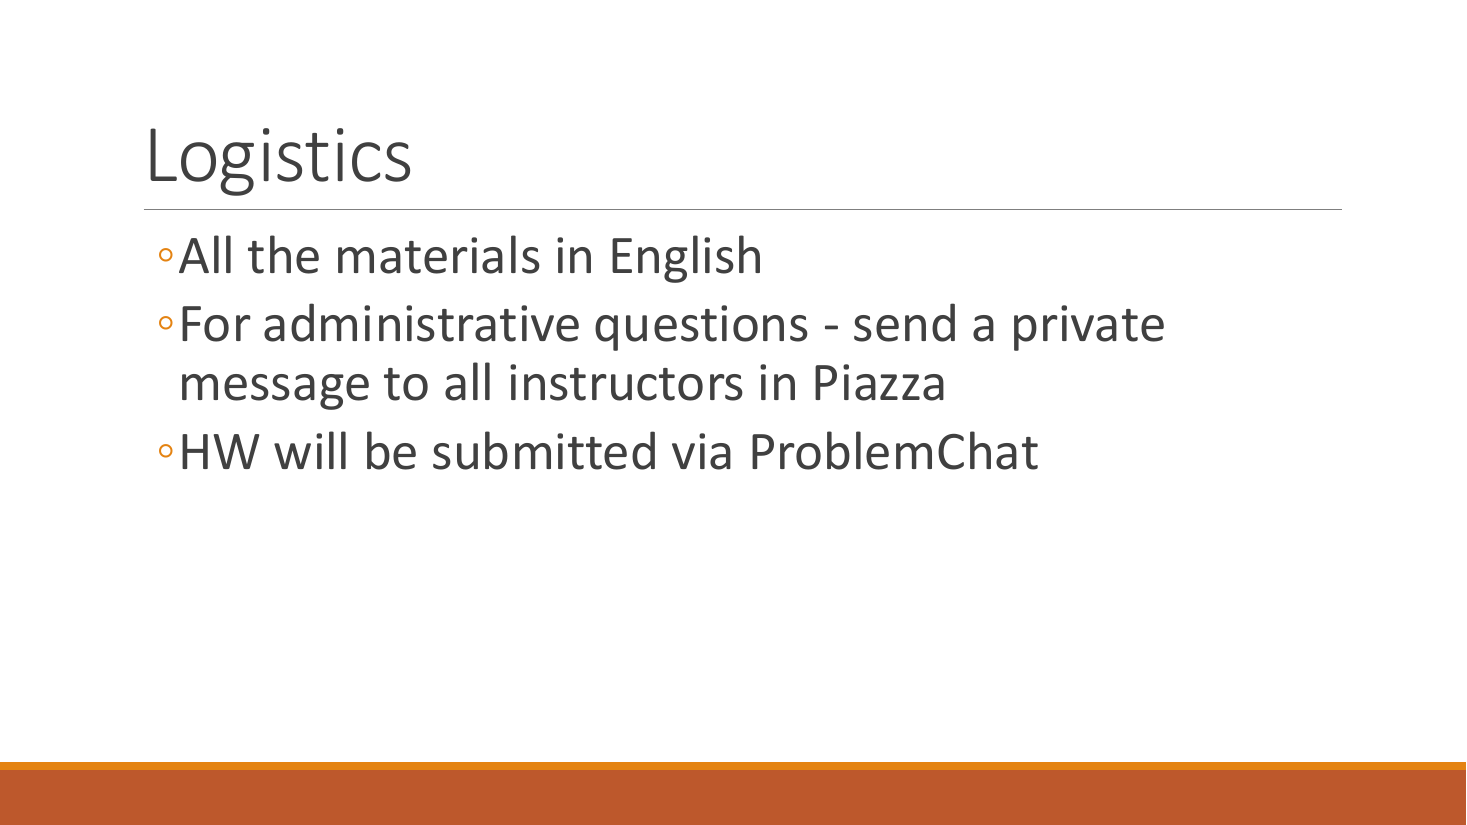 Logistics
◦All the materials in English
◦For administrative questions - send a private
message to all instructors in Piazza
◦HW will be submitted via ProblemChat